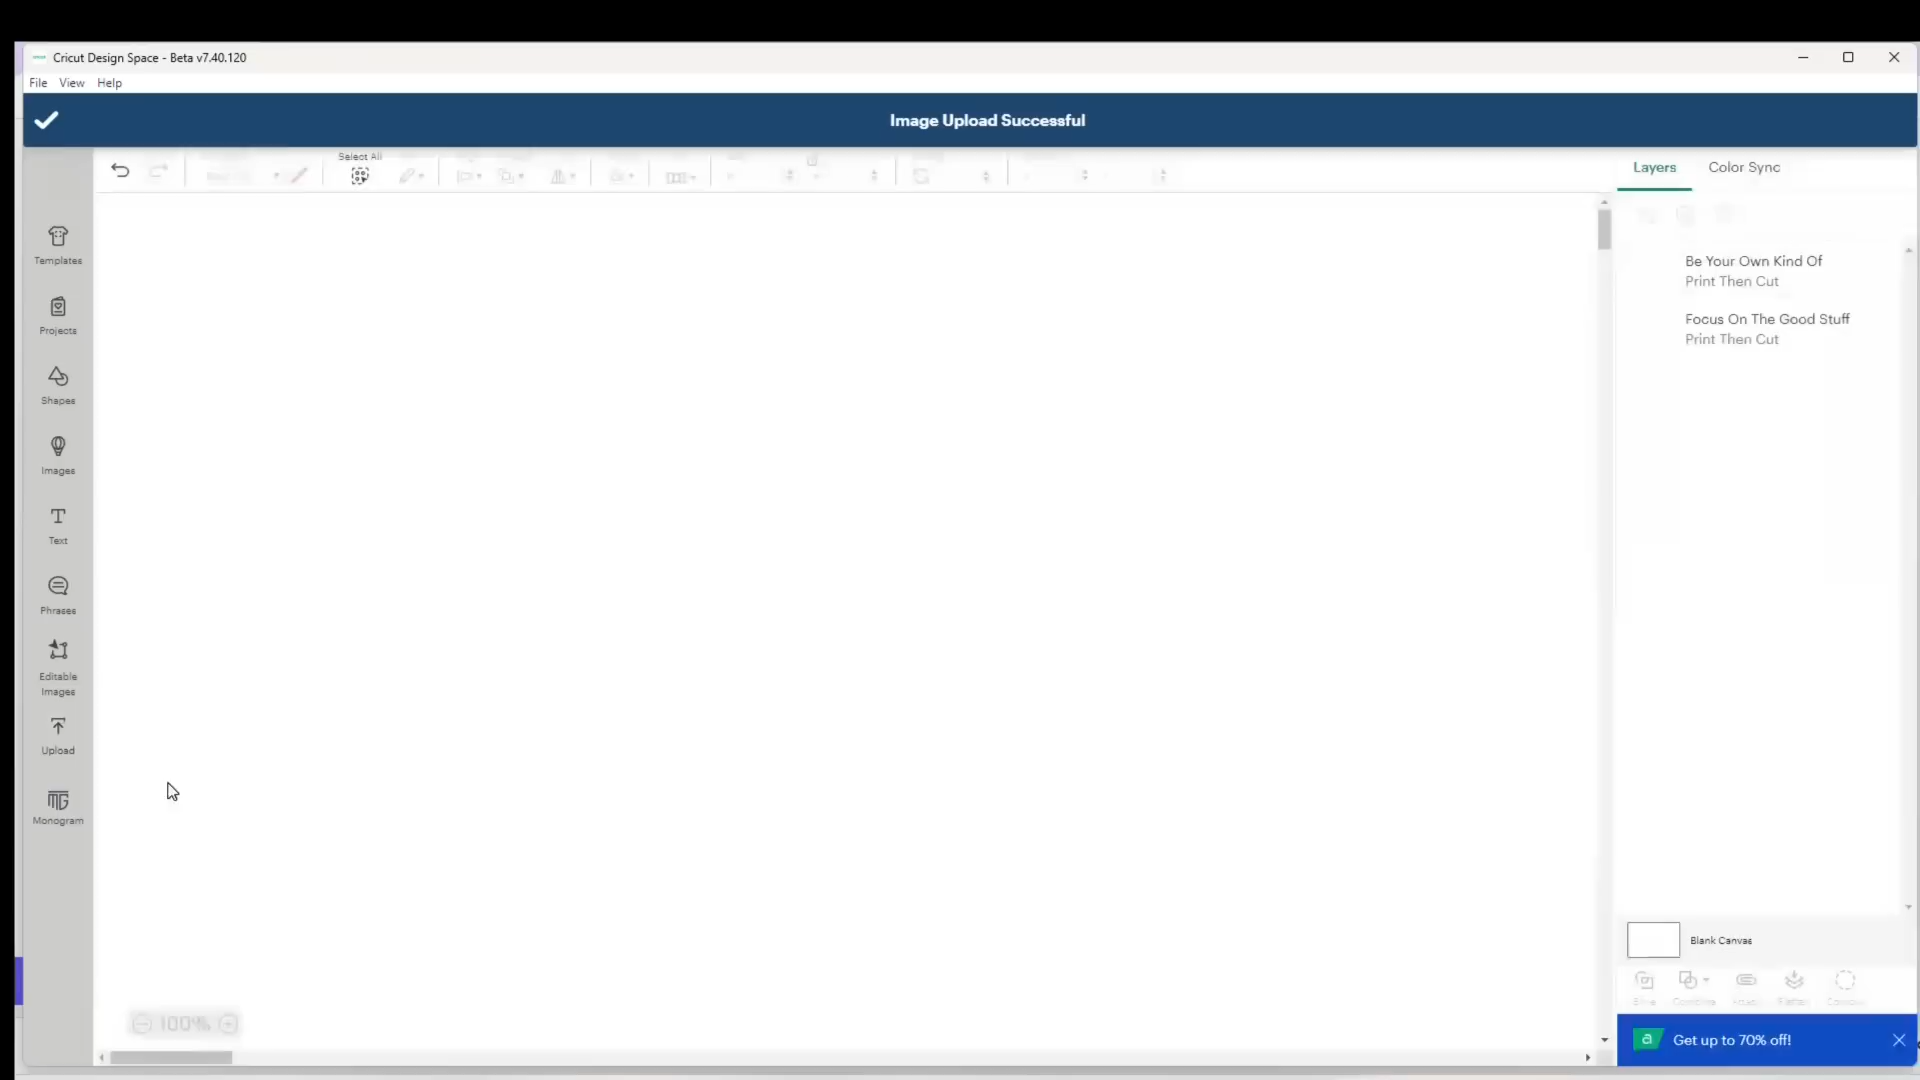 Cricut Design Space - Beta v7.40.120
File View Help
Image Upload Successful
Select All
Layers Color Sync
Templates
Projects
Shapes
Images
Text
Phrases
Editable
Images
Upload
Monogram
Be Your Own Kind Of
Print Then Cut
Focus On The Good Stuff
Print Then Cut
Blank Canvas
100%
a Get up to 70% off!